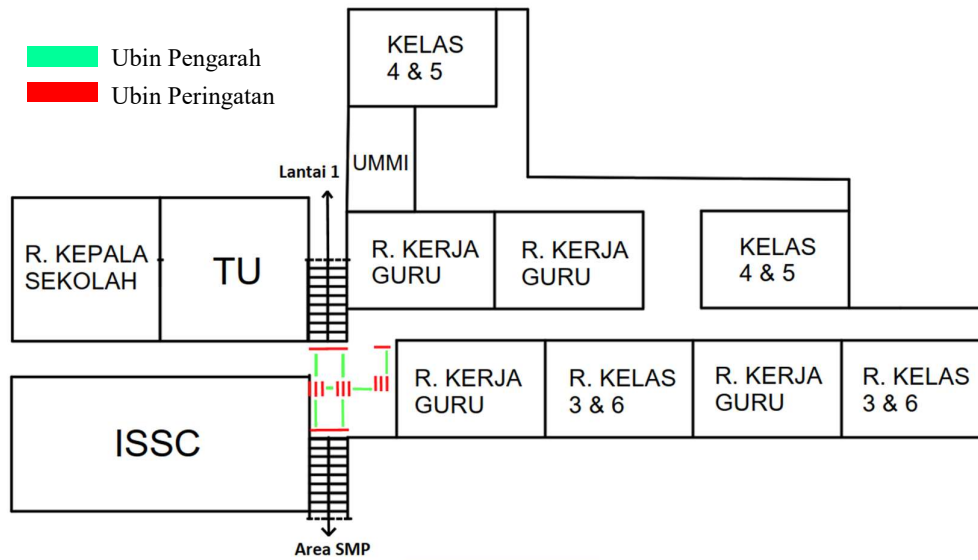 Ubin Pengarah
Ubin Peringatan
KELAS
4 & 5
UMMI
Lantai 1
R. KEPALA
SEKOLAH
TU
R. KERJA
GURU
R. KERJA
GURU
KELAS
4 & 5
ISSC
R. KERJA
GURU
R. KELAS
3 & 6
R. KERJA
GURU
R. KELAS
3 & 6
Area SMP